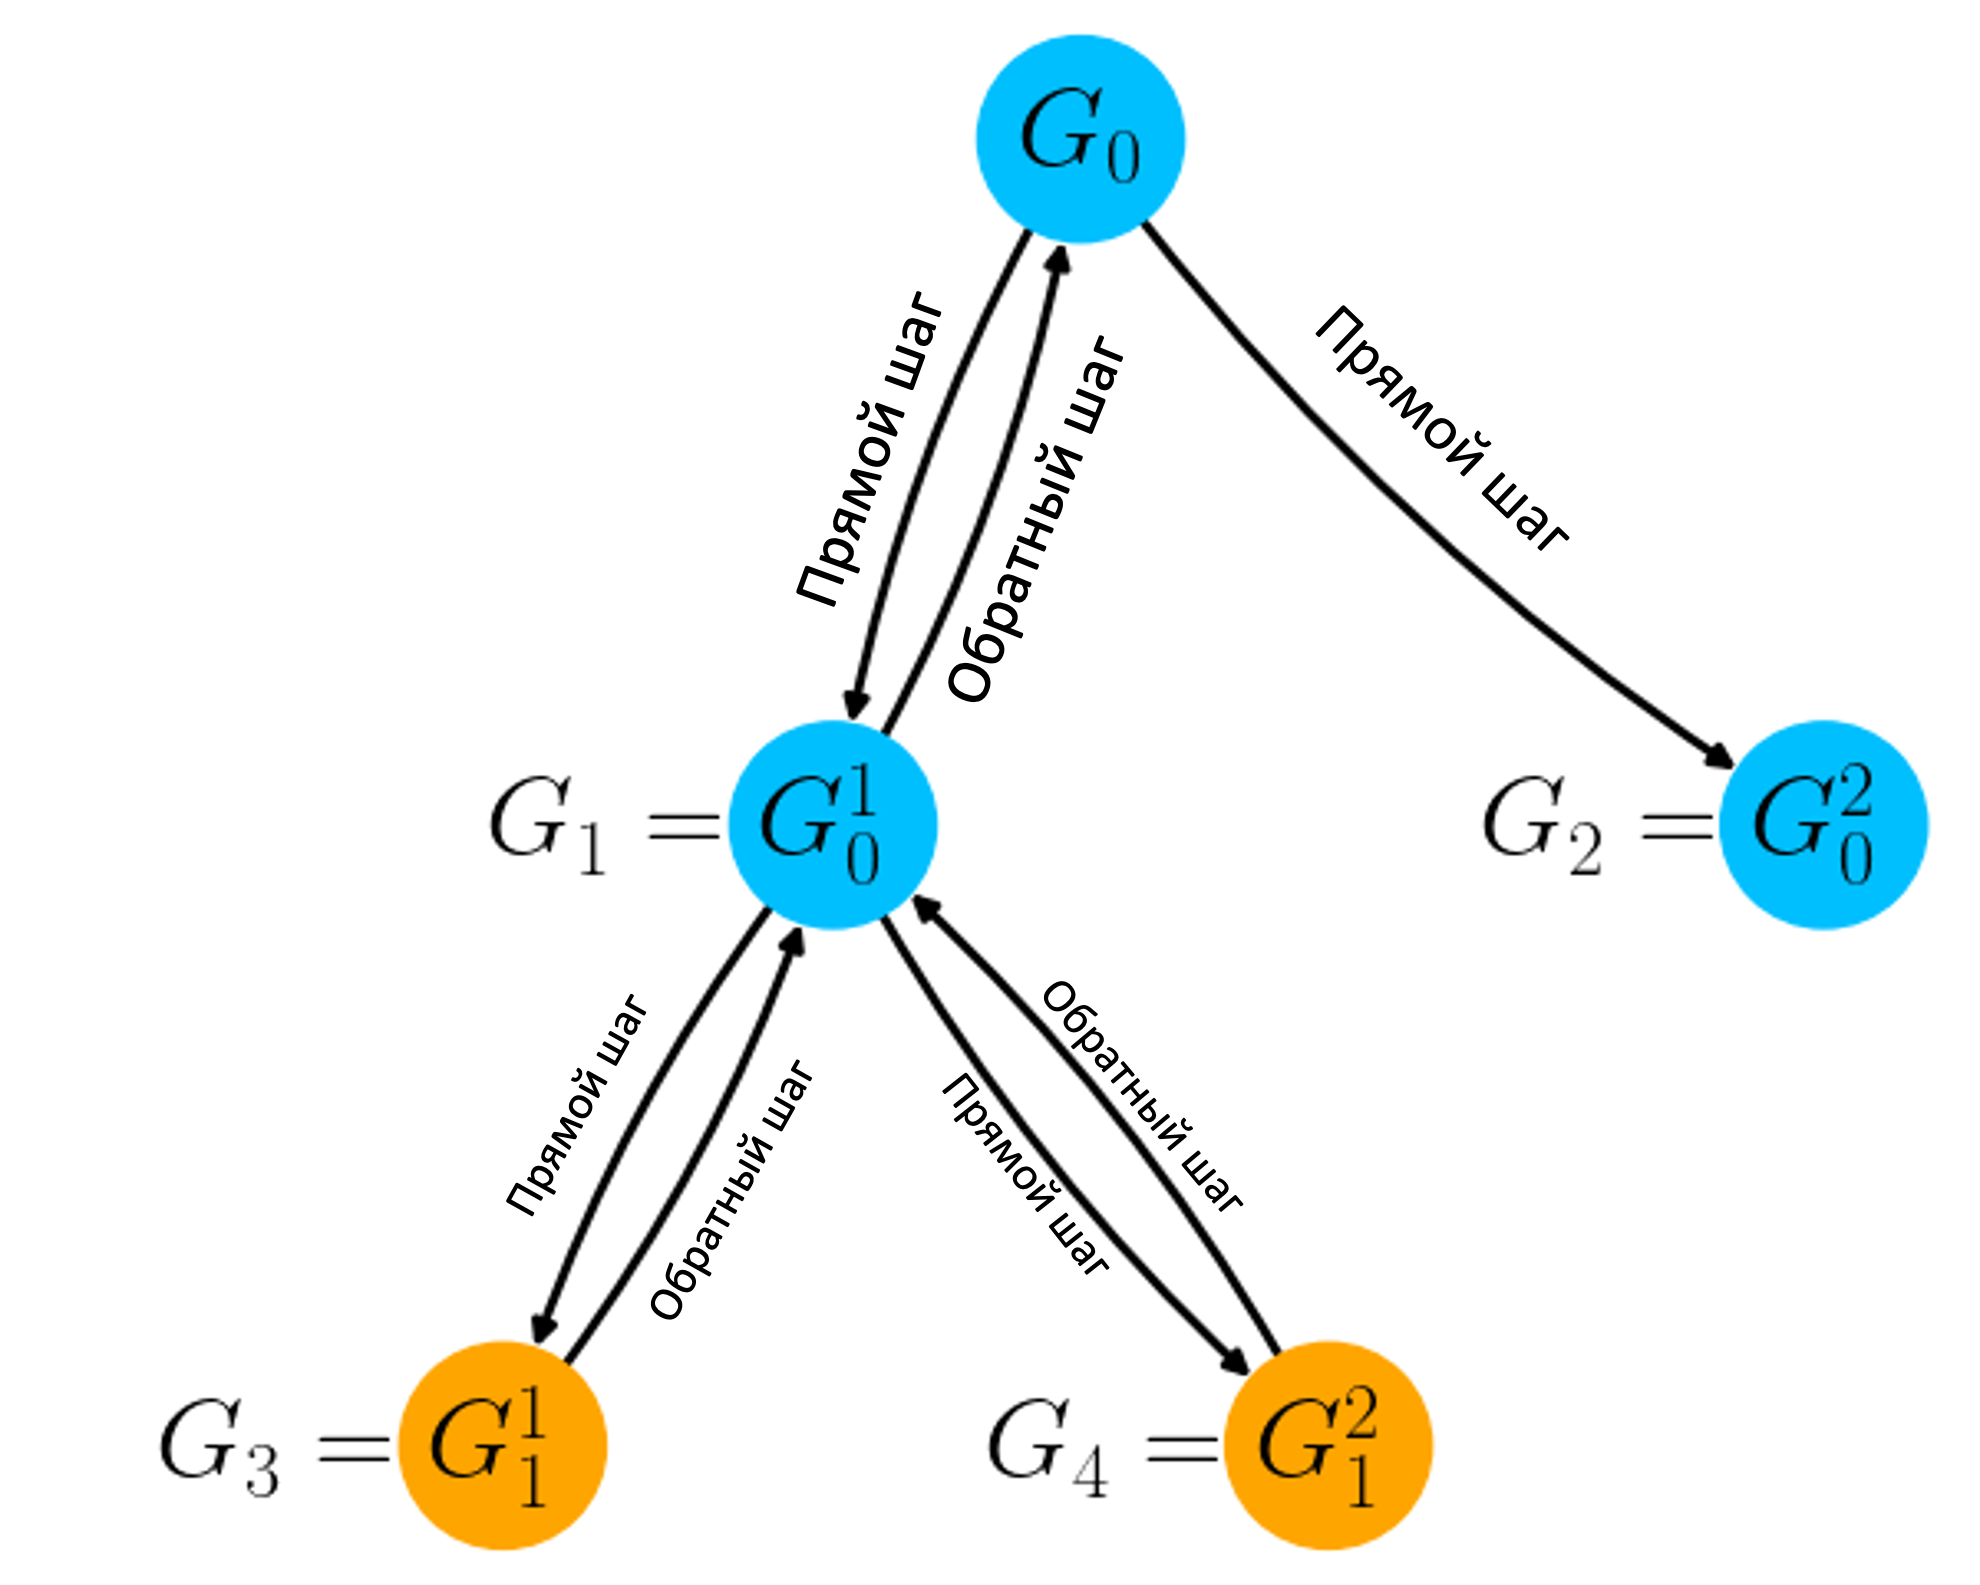 G_0
Прямой шаг
Обратный шаг
Прямой шаг
G_1 = G_0^1
G_2 = G_0^2
Прямой шаг
Обратный шаг
Прямой шаг
Обратный шаг
G_3 = G_1^1
G_4 = G_1^2